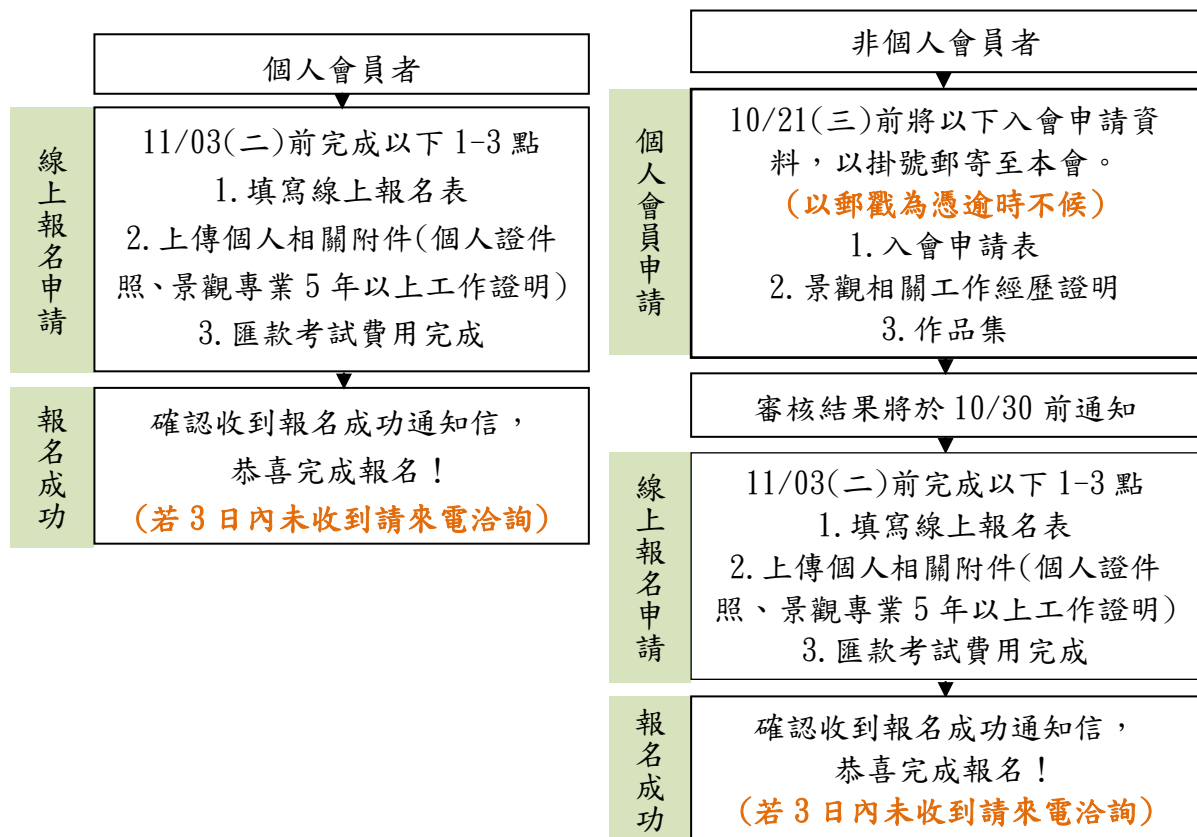 個人會員者
線上報名申請
11/03(二)前完成以下 1-3 點
1.填寫線上報名表
2.上傳個人相關附件(個人證件
照、景觀專業 5 年以上工作證明)
3.匯款考試費用完成
報名成功
確認收到報名成功通知信，
恭喜完成報名！
(若 3 日內未收到請來電洽詢)
非個人會員者
個人會員申請
10/21(三)前將以下入會申請資
料，以掛號郵寄至本會。
(以郵戳為憑逾時不候)
1.入會申請表
2.景觀相關工作經歷證明
3.作品集
審核結果將於 10/30 前通知
線上報名申請
11/03(二)前完成以下 1-3 點
1.填寫線上報名表
2.上傳個人相關附件(個人證件
照、景觀專業 5 年以上工作證明)
3.匯款考試費用完成
報名成功
確認收到報名成功通知信，
恭喜完成報名！
(若 3 日內未收到請來電洽詢)